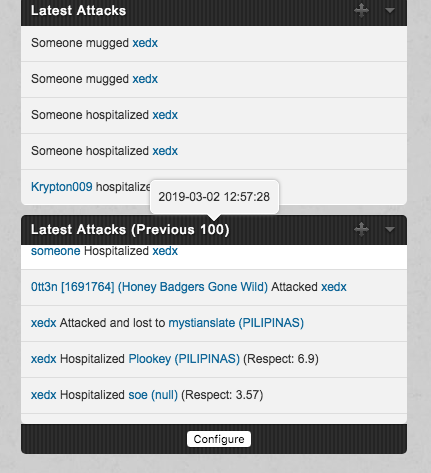 Latest Attacks
Someone mugged xedx
Someone mugged xedx
Someone hospitalized xedx
Someone hospitalized xedx
Krypton009
2019-03-02 12:57:28
Latest Attacks (Previous 100)
someone Hospitalized xedx
0tt3n [1691764] (Honey Badgers Gone Wild) Attacked xedx
xedx Attacked and lost to mystianslate (PILIPINAS)
xedx Hospitalized Plookey (PILIPINAS) (Respect: 6.9)
xedx Hospitalized soe (null) (Respect: 3.57)
Configure